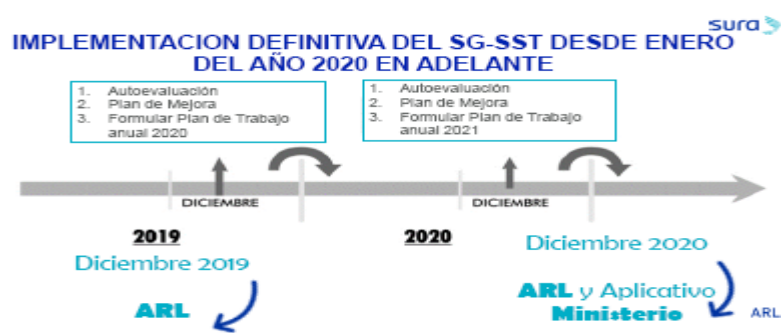 sura
IMPLEMENTACION DEFINITIVA DEL SG-SST DESDE ENERO
DEL AÑO 2020 EN ADELANTE
1. Autoevaluación
2. Plan de Mejora
3. Formular Plan de Trabajo
anual 2020
1. Autoevaluación
2. Plan de Mejora
3. Formular Plan de Trabajo
anual 2021
DICIEMBRE
DICIEMBRE
2019
2020
Diciembre 2019
Diciembre 2020
ARL
ARL y Aplicativo
Ministerio
ARL